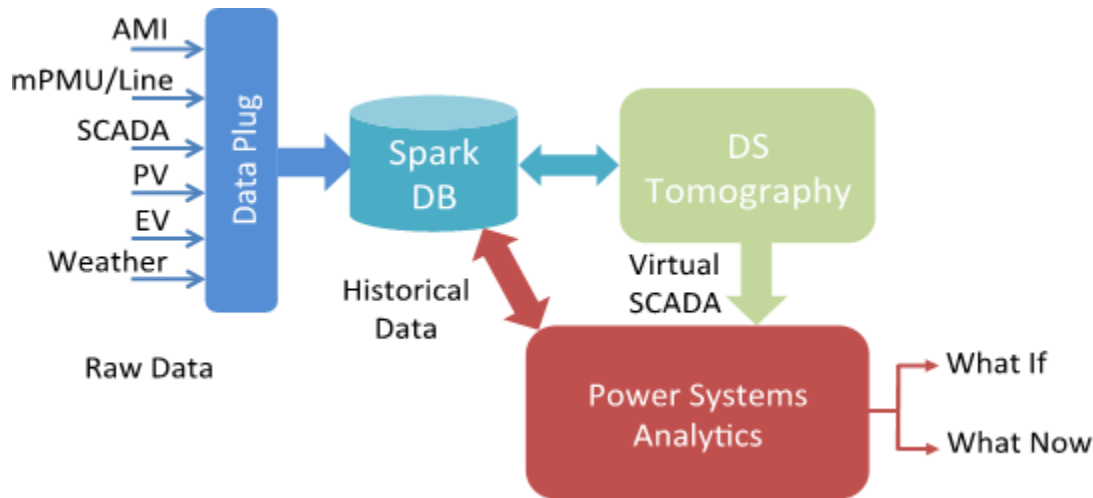 AMI
mPMU/Line
SCADA
PV
EV
Weather
Raw Data
Data Plug
Spark
DB
Historical
Data
DS
Tomography
Virtual
SCADA
Power Systems
Analytics
What If
What Now